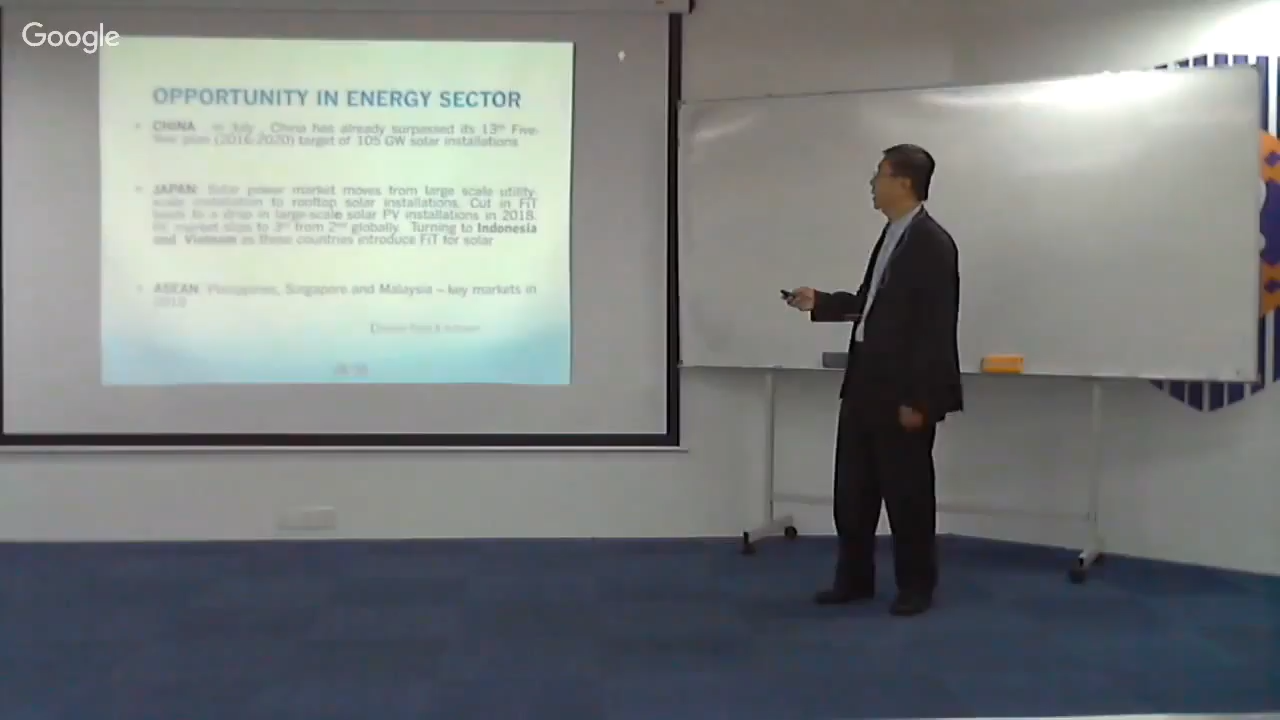 Google
OPPORTUNITY IN ENERGY SECTOR
CHINA in July China has already surpassed its 13th Five-
Year plan (2016-2020) target of 105 GW solar installations
JAPAN: Solar power market moves from large scale utility-
scale installation to rooftop solar installations. Cut in FiT
leads to a drop in large-scale solar PV installations in 2018.
market slips to 3rd from 2nd globally. Turning to Indonesia
and Vietnam as these countries introduce FiT for solar
ASEAN: Philippines, Singapore and Malaysia – key markets in
2018